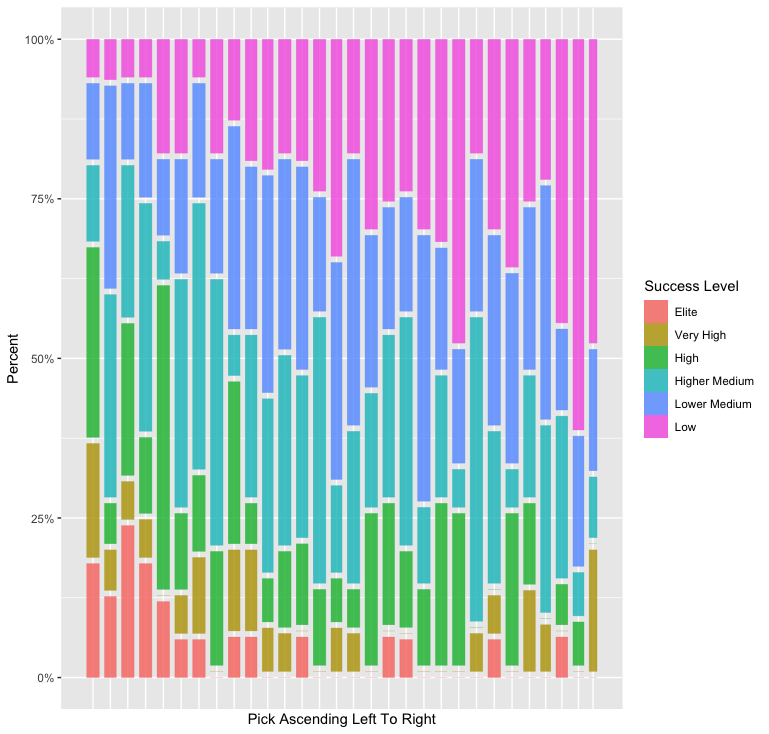 100%
75%
50%
25%
0%
Percent
Pick Ascending Left To Right
Success Level
Elite
Very High
High
Higher Medium
Lower Medium
Low